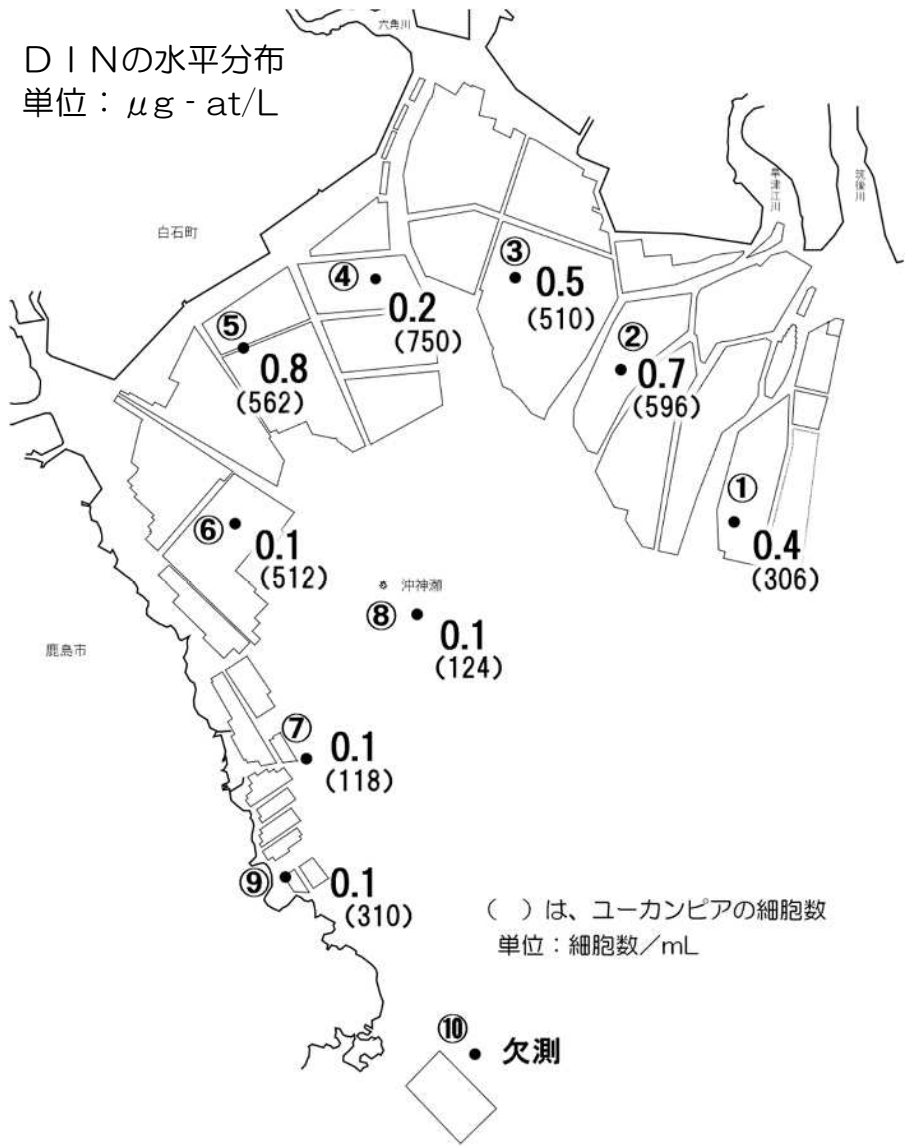 DINの水平分布
単位：μg‐at/L
六角川
早津江川
筑後川
白石町
③
0.5
(510)
④
0.2
(750)
⑤
0.8
(562)
②
0.7
(596)
①
0.4
(306)
⑥
0.1
(512)
沖神瀬
⑧
0.1
(124)
鹿島市
⑦
0.1
(118)
⑨
0.1
(310)
（ ）は、ユーカンピアの細胞数
単位：細胞数／mL
⑩
欠測